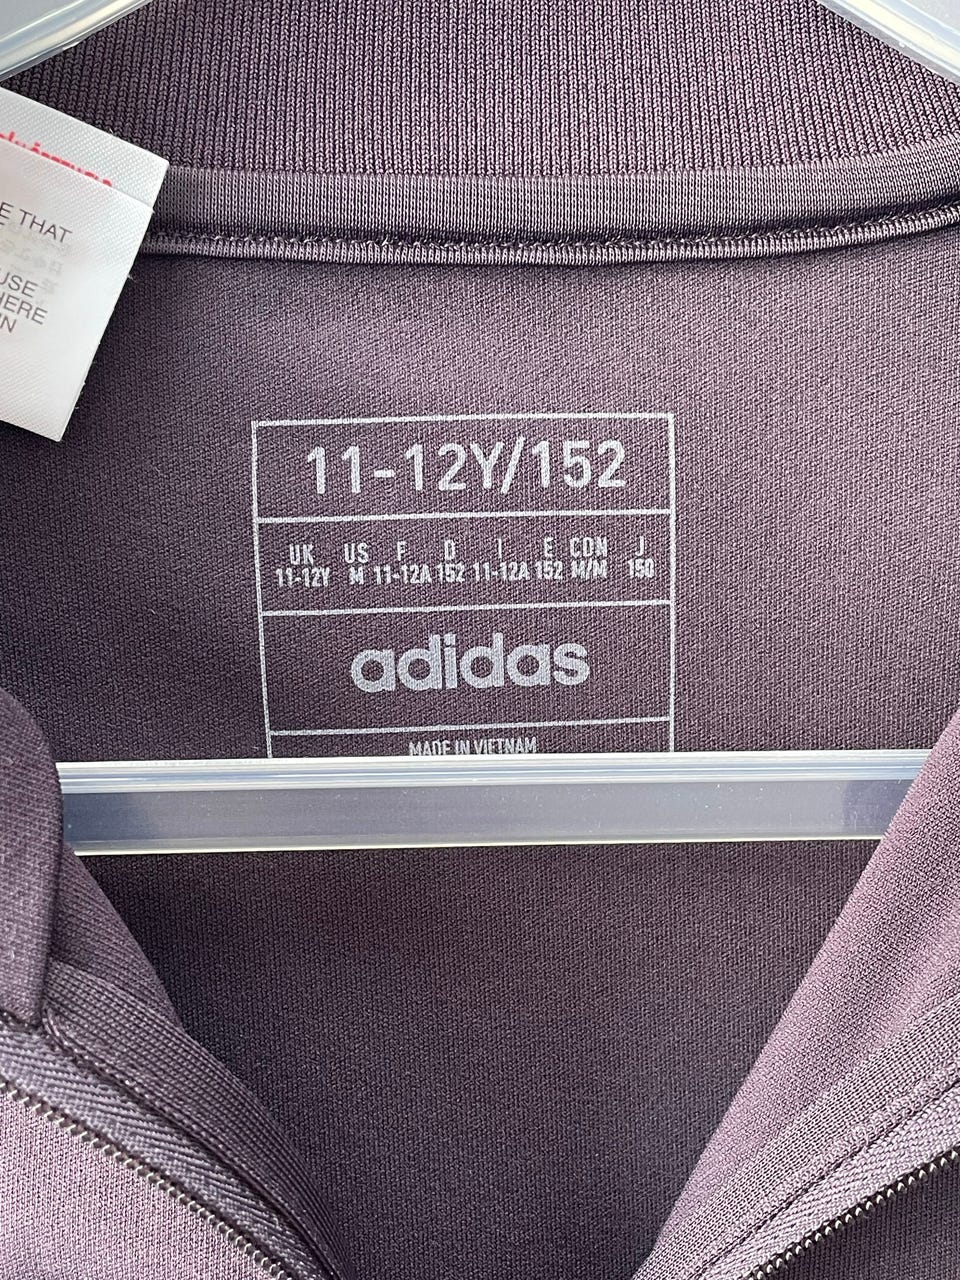 E THAT
USE
HERE
IN
11-12Y/152
UK US F D I E CDN J
11-12Y M 11-12A 152 11-12A 152 M/M 150
adidas
MADE IN VIETNAM